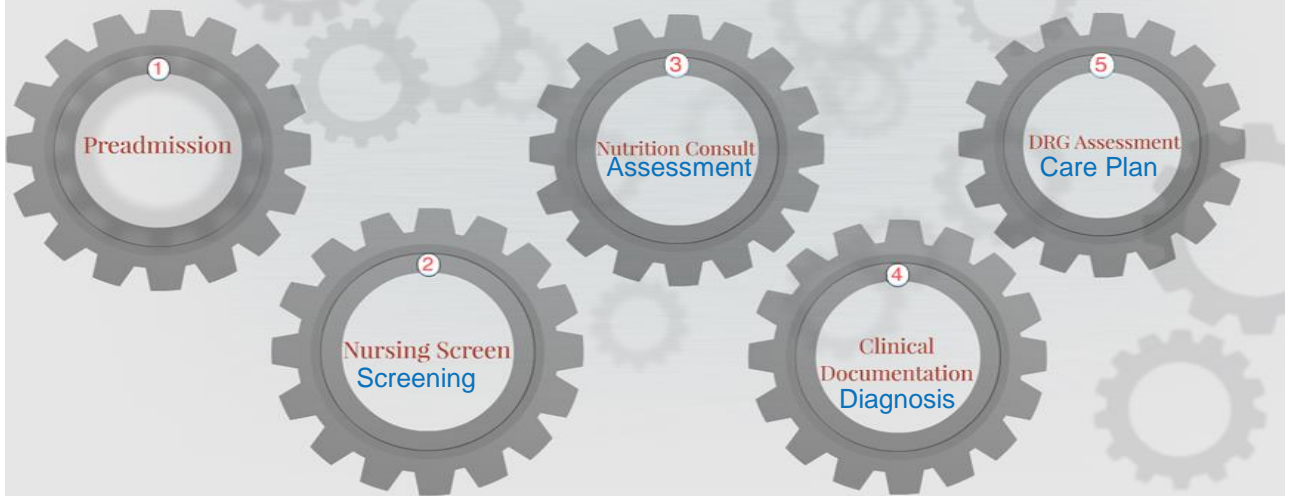 1
Preadmission
2
Nursing Screen
Screening
3
Nutrition Consult
Assessment
4
Clinical
Documentation
Diagnosis
5
DRG Assessment
Care Plan